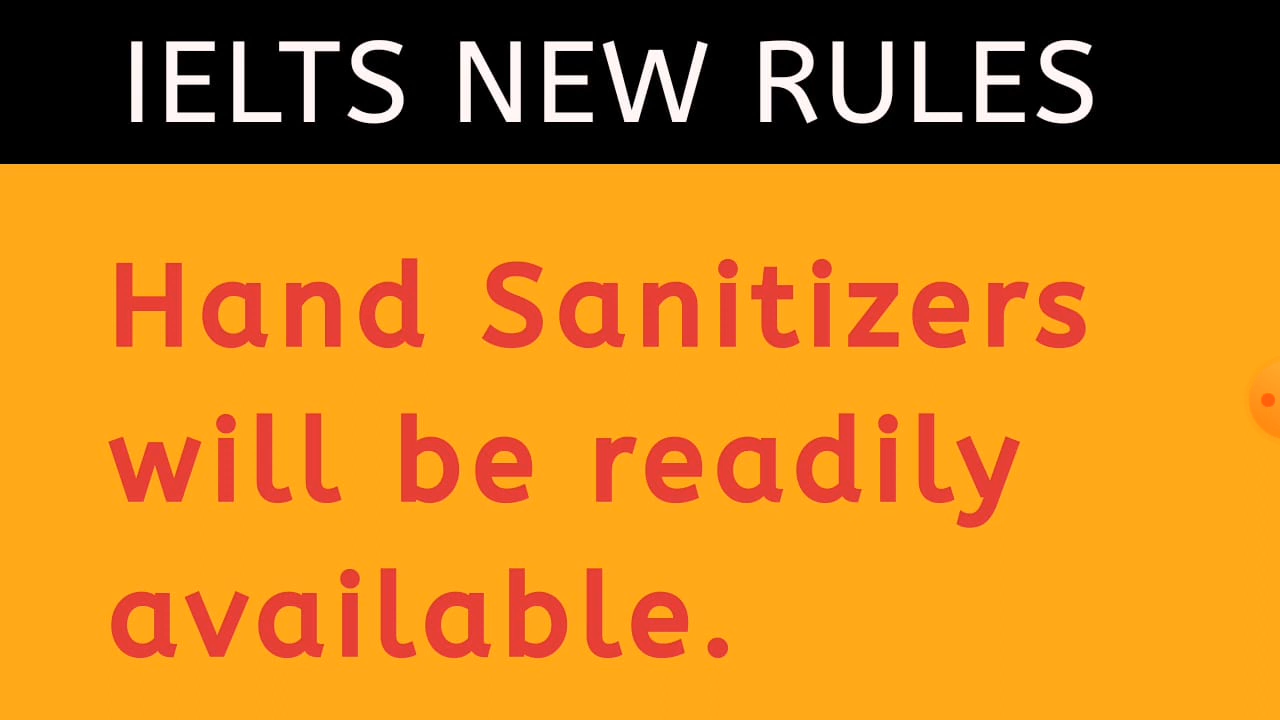 IELTS NEW RULES
Hand Sanitizers
will be readily
available.